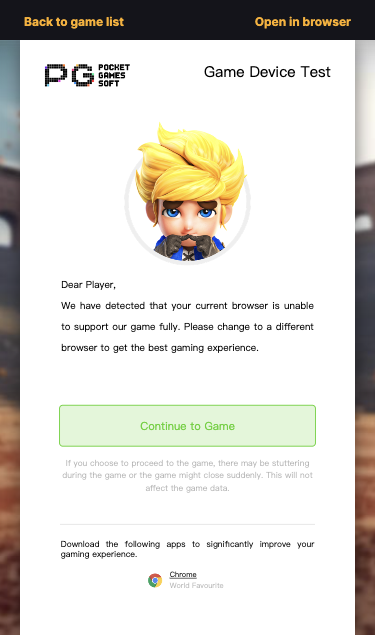 Back to game list
Open in browser
PG POCKET GAMES SOFT
Game Device Test
Dear Player,
We have detected that your current browser is unable
to support our game fully. Please change to a different
browser to get the best gaming experience.
Continue to Game
If you choose to proceed to the game, there may be stuttering
during the game or the game might close suddenly. This will not
affect the game data.
Download the following apps to significantly improve your
gaming experience.
Chrome
World Favourite